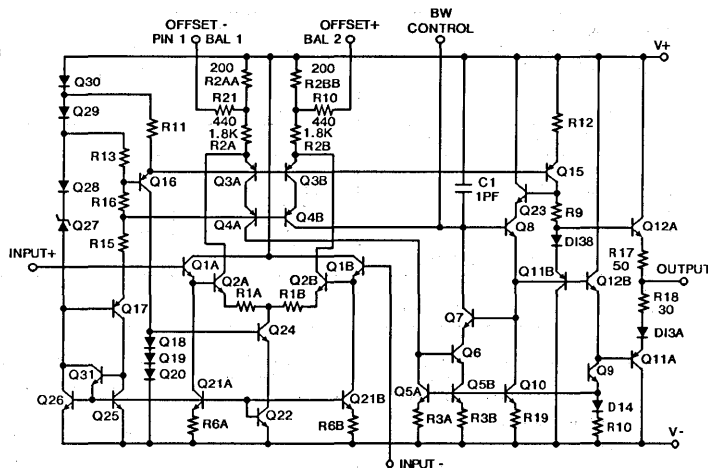 OFFSET -
PIN 1 BAL 1
OFFSET+
BAL 2
BW
CONTROL
V+
Q30
Q29
200
R2AA
200
R2BB
R21
R10
R11
440
1.8K
R2A
440
1.8K
R2B
R12
R13
Q16
Q3A
Q3B
Q15
Q28
R16
C1
1PF
Q23
R9
Q27
Q4A
Q4B
Q8
Q12A
R15
DI38
R17
50
INPUT+
Q1A
Q2A
Q2B
Q1B
Q11B
Q12B
OUTPUT
R1A
R1B
R18
30
Q17
Q24
Q7
DI3A
Q18
Q19
Q20
Q6
Q9
Q11A
Q31
Q26
Q25
Q21A
Q22
Q21B
Q5A
Q5B
Q10
D14
R6A
R6B
R3A
R3B
R19
R10
V-
INPUT -